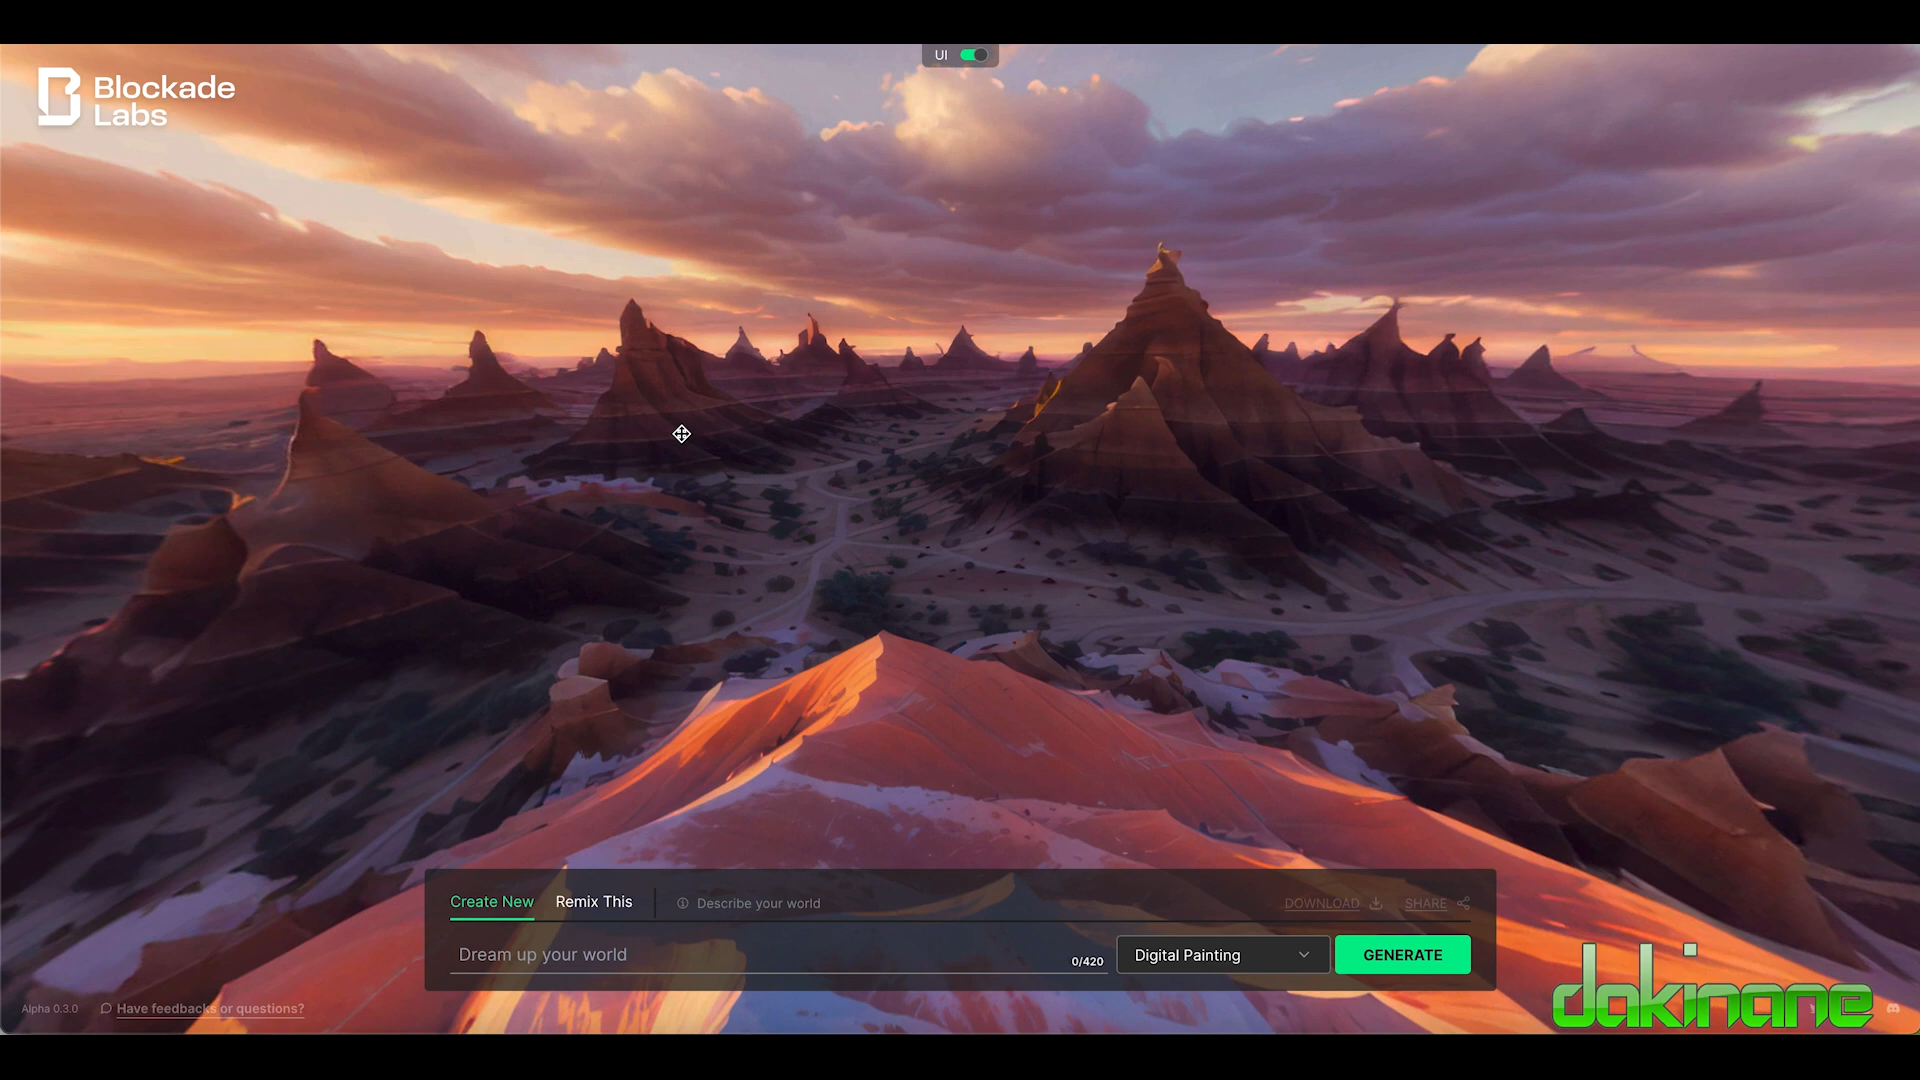 UI
Blockade
Labs
Create New
Remix This
Describe your world
DOWNLOAD
SHARE
Dream up your world
0/420
Digital Painting
GENERATE
Alpha 0.3.0
Have feedbacks or questions?
dakinane